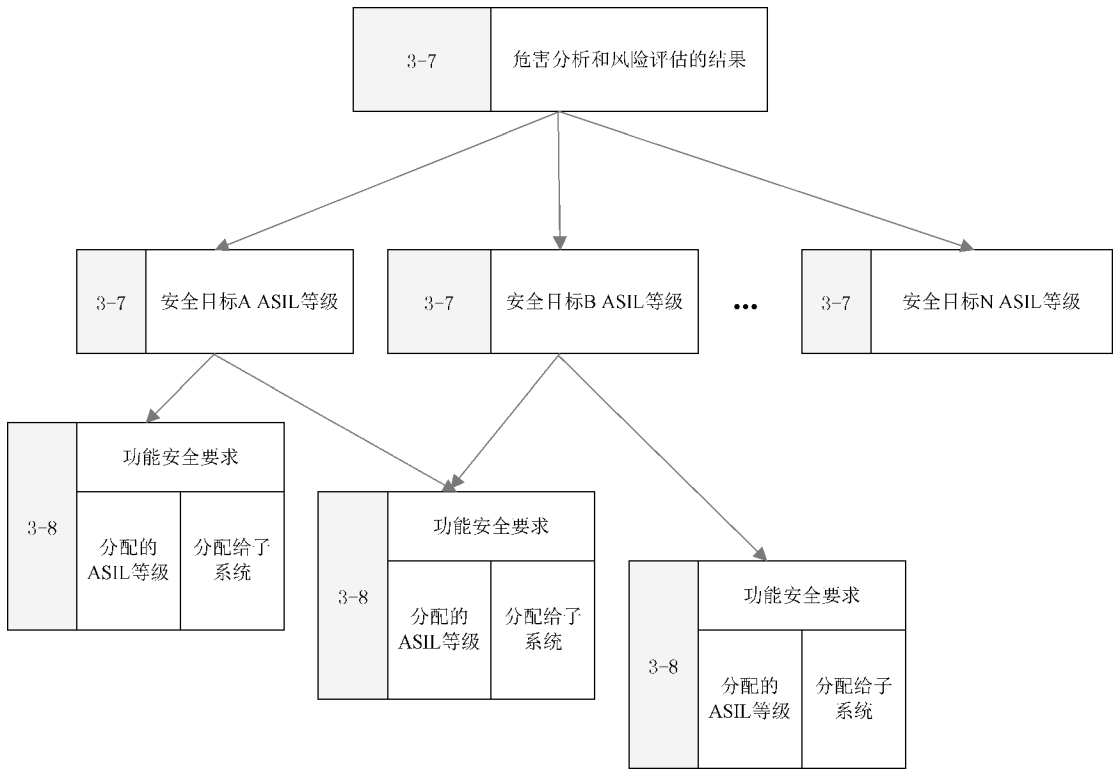 3-7
危害分析和风险评估的结果
3-7
安全目标A ASIL等级
3-7
安全目标B ASIL等级
...
3-7
安全目标N ASIL等级
3-8
功能安全要求
分配的
ASIL等级
分配给子
系统
3-8
功能安全要求
分配的
ASIL等级
分配给子
系统
3-8
功能安全要求
分配的
ASIL等级
分配给子
系统